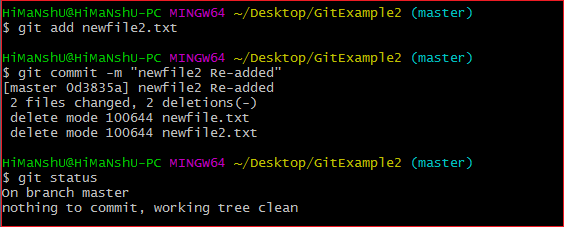 HiMaNshU@HiMaNshU-PC MINGW64 ~/Desktop/GitExample2 (master)
$ git add newfile2.txt
HiMaNshU@HiMaNshU-PC MINGW64 ~/Desktop/GitExample2 (master)
$ git commit -m "newfile2 Re-added"
[master 0d3835a] newfile2 Re-added
2 files changed, 2 deletions(-)
delete mode 100644 newfile.txt
delete mode 100644 newfile2.txt
HiMaNshU@HiMaNshU-PC MINGW64 ~/Desktop/GitExample2 (master)
$ git status
On branch master
nothing to commit, working tree clean